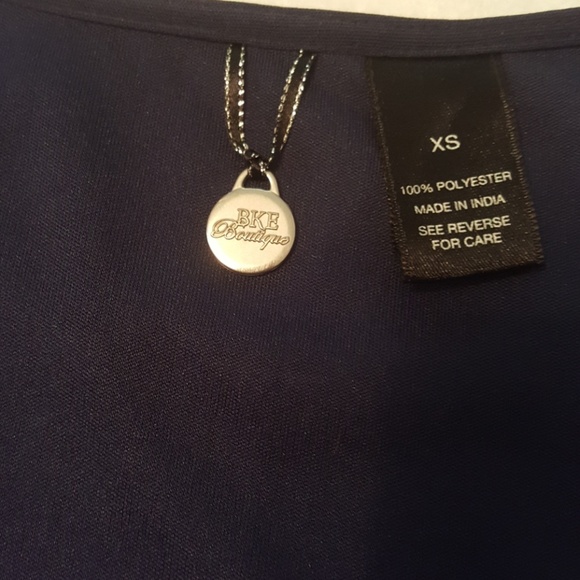 BKE
Boutique
XS
100% POLYESTER
MADE IN INDIA
SEE REVERSE
FOR CARE